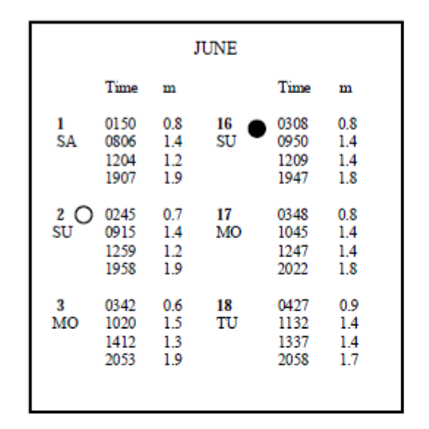 JUNE
Time m Time m
1 0150 0.8 16 0308 0.8
SA 0806 1.4 SU 0950 1.4
1204 1.2 1209 1.4
1907 1.9 1947 1.8
2 0245 0.7 17 0348 0.8
SU 0915 1.4 MO 1045 1.4
1259 1.2 1247 1.4
1958 1.9 2022 1.8
3 0342 0.6 18 0427 0.9
MO 1020 1.5 TU 1132 1.4
1412 1.3 1337 1.4
2053 1.9 2058 1.7